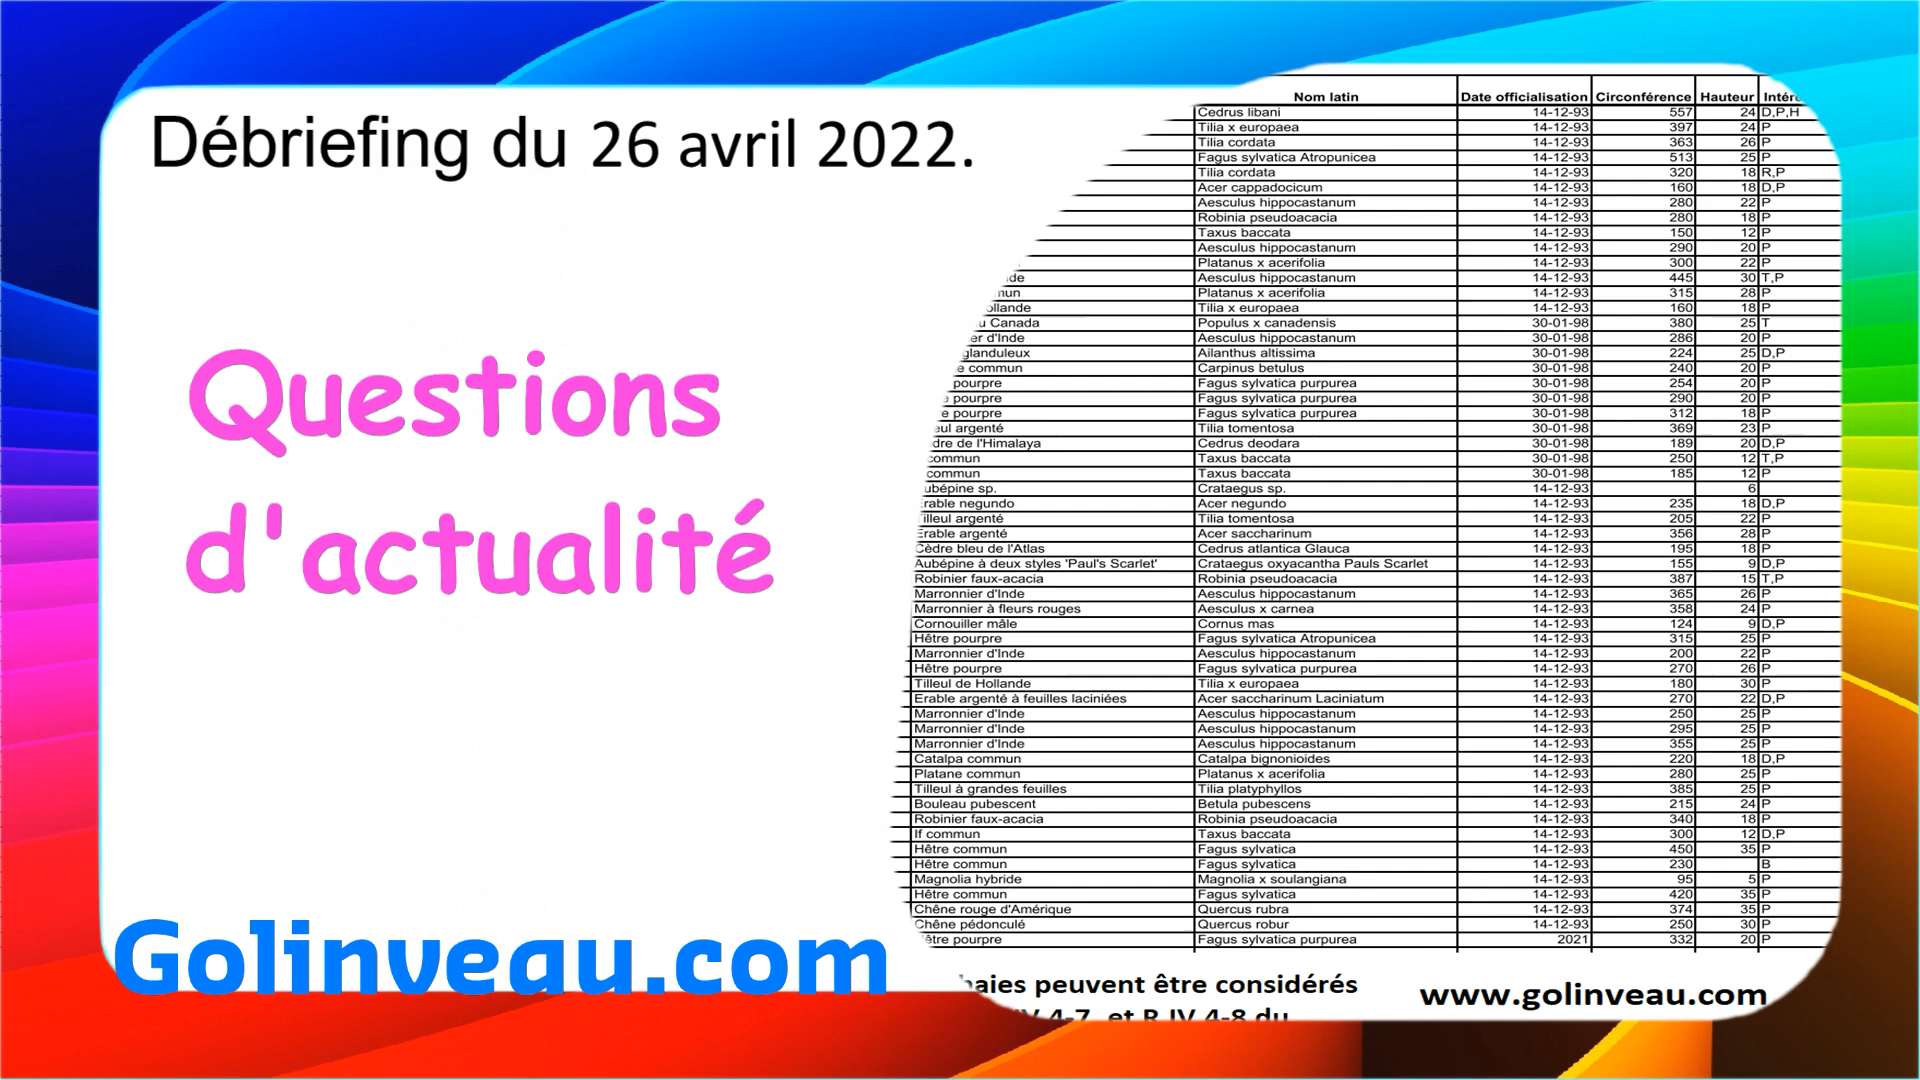 Débriefing du 26 avril 2022.
Questions
d'actualité
Golinveau.com
Nom latin Date officialisation Circonférence Hauteur
Cedrus libani 14-12-93 557 24 D,P,H
Tilia x europaea 14-12-93 397 24 P
Tilia cordata 14-12-93 363 26 P
Fagus sylvatica Atropunicea 14-12-93 513 25 P
Tilia cordata 14-12-93 320 18 R,P
Acer cappadocicum 14-12-93 160 18 D,P
Aesculus hippocastanum 14-12-93 280 22 P
Robinia pseudoacacia 14-12-93 280 18 P
Taxus baccata 14-12-93 150 12 P
Aesculus hippocastanum 14-12-93 290 20 P
Platanus x acerifolia 14-12-93 300 22 P
Aesculus hippocastanum 14-12-93 445 30 T,P
Platanus x acerifolia 14-12-93 315 28 P
Tilia x europaea 14-12-93 160 18 P
Canada Populus x canadensis 30-01-98 380 25 T
d'Inde Aesculus hippocastanum 30-01-98 286 20 P
glanduleux Ailanthus altissima 30-01-98 224 25 D,P
commun Carpinus betulus 30-01-98 240 20 P
pourpre Fagus sylvatica purpurea 30-01-98 254 20 P
pourpre Fagus sylvatica purpurea 30-01-98 290 20 P
pourpre Fagus sylvatica purpurea 30-01-98 312 18 P
argenté Tilia tomentosa 30-01-98 369 23 P
de l'Himalaya Cedrus deodara 30-01-98 189 20 D,P
commun Taxus baccata 30-01-98 250 12 T,P
commun Taxus baccata 30-01-98 185 12 P
sp. Crataegus sp. 14-12-93 6
Erable negundo Acer negundo 14-12-93 235 18 D,P
Tilleul argenté Tilia tomentosa 14-12-93 205 22 P
Erable argenté Acer saccharinum 14-12-93 356 28 P
Cèdre bleu de l'Atlas Cedrus atlantica Glauca 14-12-93 195 18 P
Aubépine à deux styles 'Paul's Scarlet' Crataegus oxyacantha Pauls Scarlet 14-12-93 155 9 D,P
Robinier faux-acacia Robinia pseudoacacia 14-12-93 387 15 T,P
Marronnier d'Inde Aesculus hippocastanum 14-12-93 365 26 P
Marronnier à fleurs rouges Aesculus x carnea 14-12-93 358 24 P
Cornouiller mâle Cornus mas 14-12-93 124 9 D,P
Hêtre pourpre Fagus sylvatica Atropunicea 14-12-93 315 25 P
Marronnier d'Inde Aesculus hippocastanum 14-12-93 200 22 P
Hêtre pourpre Fagus sylvatica purpurea 14-12-93 270 26 P
Tilleul de Hollande Tilia x europaea 14-12-93 180 30 P
Erable argenté à feuilles laciniées Acer saccharinum Laciniatum 14-12-93 270 22 D,P
Marronnier d'Inde Aesculus hippocastanum 14-12-93 250 25 P
Marronnier d'Inde Aesculus hippocastanum 14-12-93 295 25 P
Marronnier d'Inde Aesculus hippocastanum 14-12-93 355 25 P
Catalpa commun Catalpa bignonioides 14-12-93 220 18 D,P
Platane commun Platanus x acerifolia 14-12-93 280 25 P
Tilleul à grandes feuilles Tilia platyphyllos 14-12-93 385 25 P
Bouleau pubescent Betula pubescens 14-12-93 215 24 P
Robinier faux-acacia Robinia pseudoacacia 14-12-93 340 18 P
If commun Taxus baccata 14-12-93 300 12 D,P
Hêtre commun Fagus sylvatica 14-12-93 450 35 P
Hêtre commun Fagus sylvatica 14-12-93 230 B
Magnolia hybride Magnolia x soulangiana 14-12-93 95 5 P
Hêtre commun Fagus sylvatica 14-12-93 420 35 P
Chêne rouge d'Amérique Quercus rubra 14-12-93 374 35 P
Chêne pédonculé Quercus robur 14-12-93 250 30 P
pourpre Fagus sylvatica purpurea 2021 332 20 P
haies peuvent être considérés
4-7, et R.IV 4-8 du
www.golinveau.com